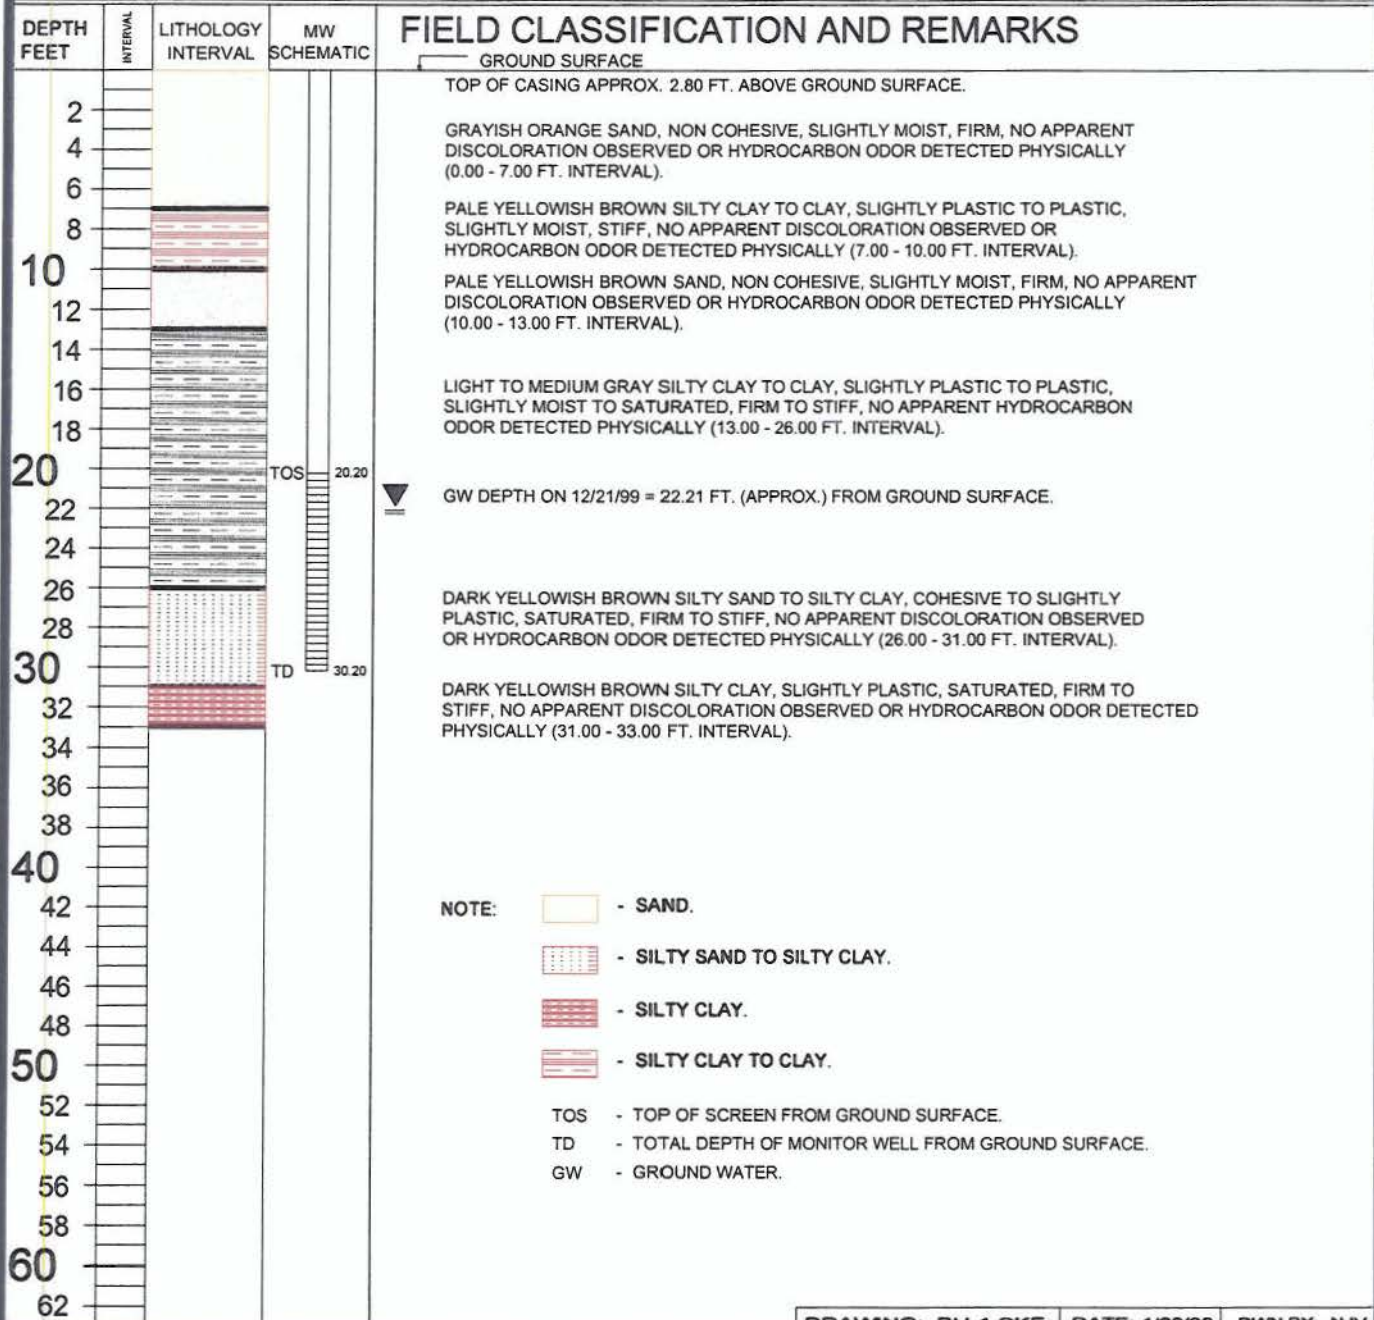 DEPTH FEET
INTERVAL
LITHOLOGY INTERVAL
MW SCHEMATIC
FIELD CLASSIFICATION AND REMARKS
GROUND SURFACE
TOP OF CASING APPROX. 2.80 FT. ABOVE GROUND SURFACE.
2
4
6
8
10
12
14
16
18
20
22
24
26
28
30
32
34
36
38
40
42
44
46
48
50
52
54
56
58
60
62
GRAYISH ORANGE SAND, NON COHESIVE, SLIGHTLY MOIST, FIRM, NO APPARENT
DISCOLORATION OBSERVED OR HYDROCARBON ODOR DETECTED PHYSICALLY
(0.00 - 7.00 FT. INTERVAL).
PALE YELLOWISH BROWN SILTY CLAY TO CLAY, SLIGHTLY PLASTIC TO PLASTIC,
SLIGHTLY MOIST, STIFF, NO APPARENT DISCOLORATION OBSERVED OR
HYDROCARBON ODOR DETECTED PHYSICALLY (7.00 - 10.00 FT. INTERVAL).
PALE YELLOWISH BROWN SAND, NON COHESIVE, SLIGHTLY MOIST, FIRM, NO APPARENT
DISCOLORATION OBSERVED OR HYDROCARBON ODOR DETECTED PHYSICALLY
(10.00 - 13.00 FT. INTERVAL).
LIGHT TO MEDIUM GRAY SILTY CLAY TO CLAY, SLIGHTLY PLASTIC TO PLASTIC,
SLIGHTLY MOIST TO SATURATED, FIRM TO STIFF, NO APPARENT HYDROCARBON
ODOR DETECTED PHYSICALLY (13.00 - 26.00 FT. INTERVAL).
TOS 20.20
GW DEPTH ON 12/21/99 = 22.21 FT. (APPROX.) FROM GROUND SURFACE.
DARK YELLOWISH BROWN SILTY SAND TO SILTY CLAY, COHESIVE TO SLIGHTLY
PLASTIC, SATURATED, FIRM TO STIFF, NO APPARENT DISCOLORATION OBSERVED
OR HYDROCARBON ODOR DETECTED PHYSICALLY (26.00 - 31.00 FT. INTERVAL).
TD 30.20
DARK YELLOWISH BROWN SILTY CLAY, SLIGHTLY PLASTIC, SATURATED, FIRM TO
STIFF, NO APPARENT DISCOLORATION OBSERVED OR HYDROCARBON ODOR DETECTED
PHYSICALLY (31.00 - 33.00 FT. INTERVAL).
NOTE: - SAND.
- SILTY SAND TO SILTY CLAY.
- SILTY CLAY.
- SILTY CLAY TO CLAY.
TOS - TOP OF SCREEN FROM GROUND SURFACE.
TD - TOTAL DEPTH OF MONITOR WELL FROM GROUND SURFACE.
GW - GROUND WATER.
DRAWING: DATE: